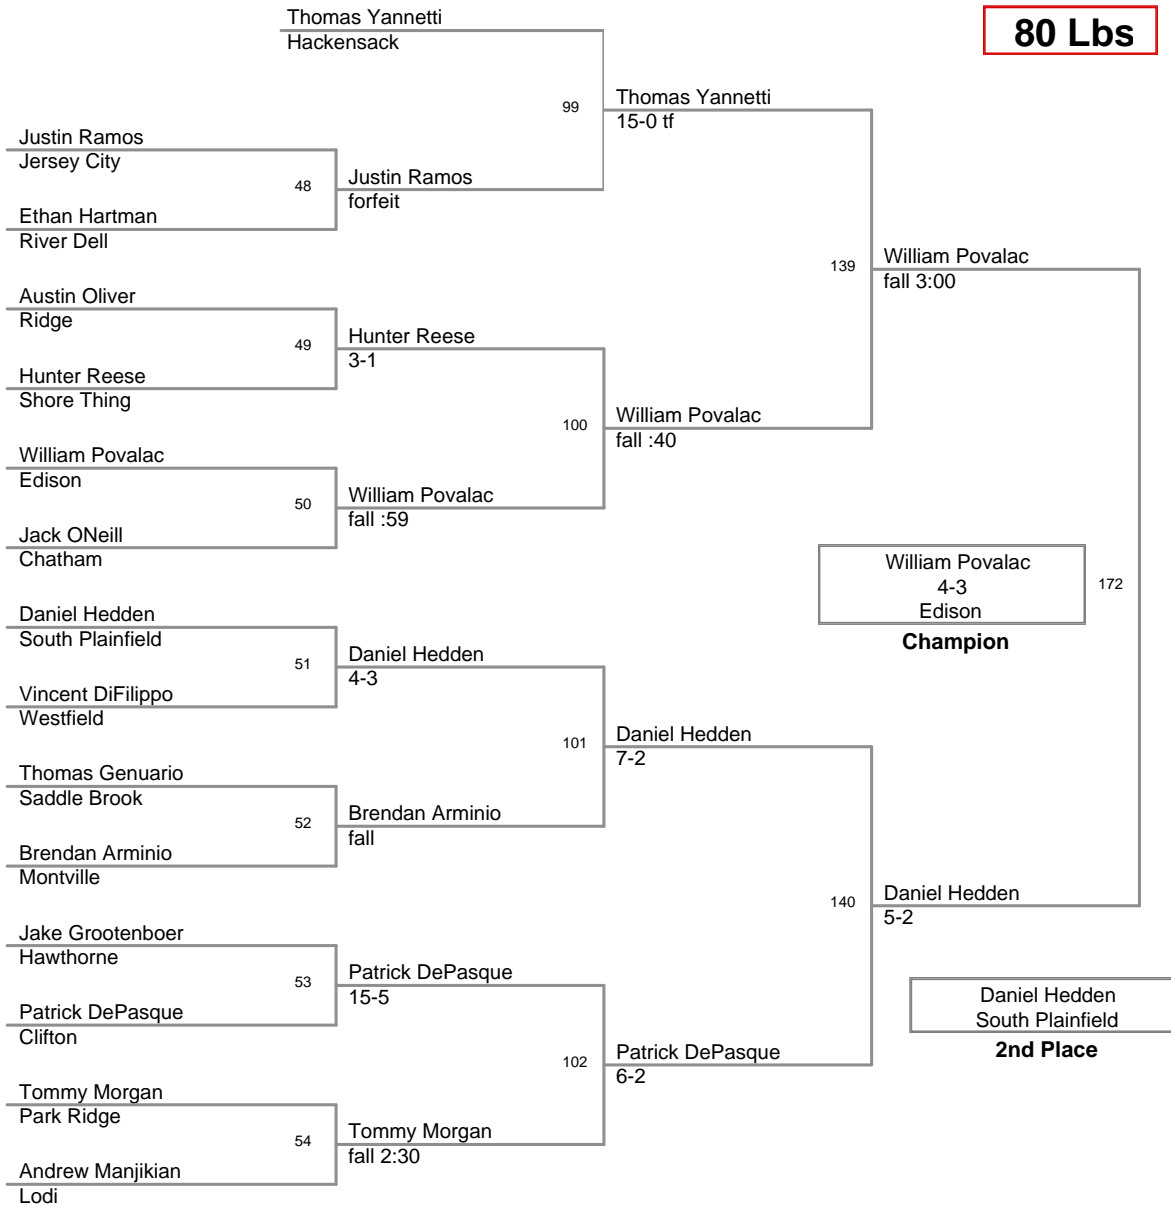 Thomas Yannetti
Hackensack
80 Lbs
99
Thomas Yannetti
15-0 tf
Justin Ramos
Jersey City
48
Justin Ramos
forfeit
Ethan Hartman
River Dell
139
William Povalac
fall 3:00
Austin Oliver
Ridge
49
Hunter Reese
3-1
Hunter Reese
Shore Thing
100
William Povalac
fall :40
William Povalac
Edison
50
William Povalac
fall :59
Jack ONeill
Chatham
William Povalac
4-3
Edison
Champion
172
Daniel Hedden
South Plainfield
51
Daniel Hedden
4-3
Vincent DiFilippo
Westfield
101
Daniel Hedden
7-2
Thomas Genuario
Saddle Brook
52
Brendan Arminio
fall
Brendan Arminio
Montville
140
Daniel Hedden
5-2
Jake Grootenboer
Hawthorne
53
Patrick DePasque
15-5
Patrick DePasque
Clifton
Daniel Hedden
South Plainfield
2nd Place
102
Patrick DePasque
6-2
Tommy Morgan
Park Ridge
54
Tommy Morgan
fall 2:30
Andrew Manjikian
Lodi